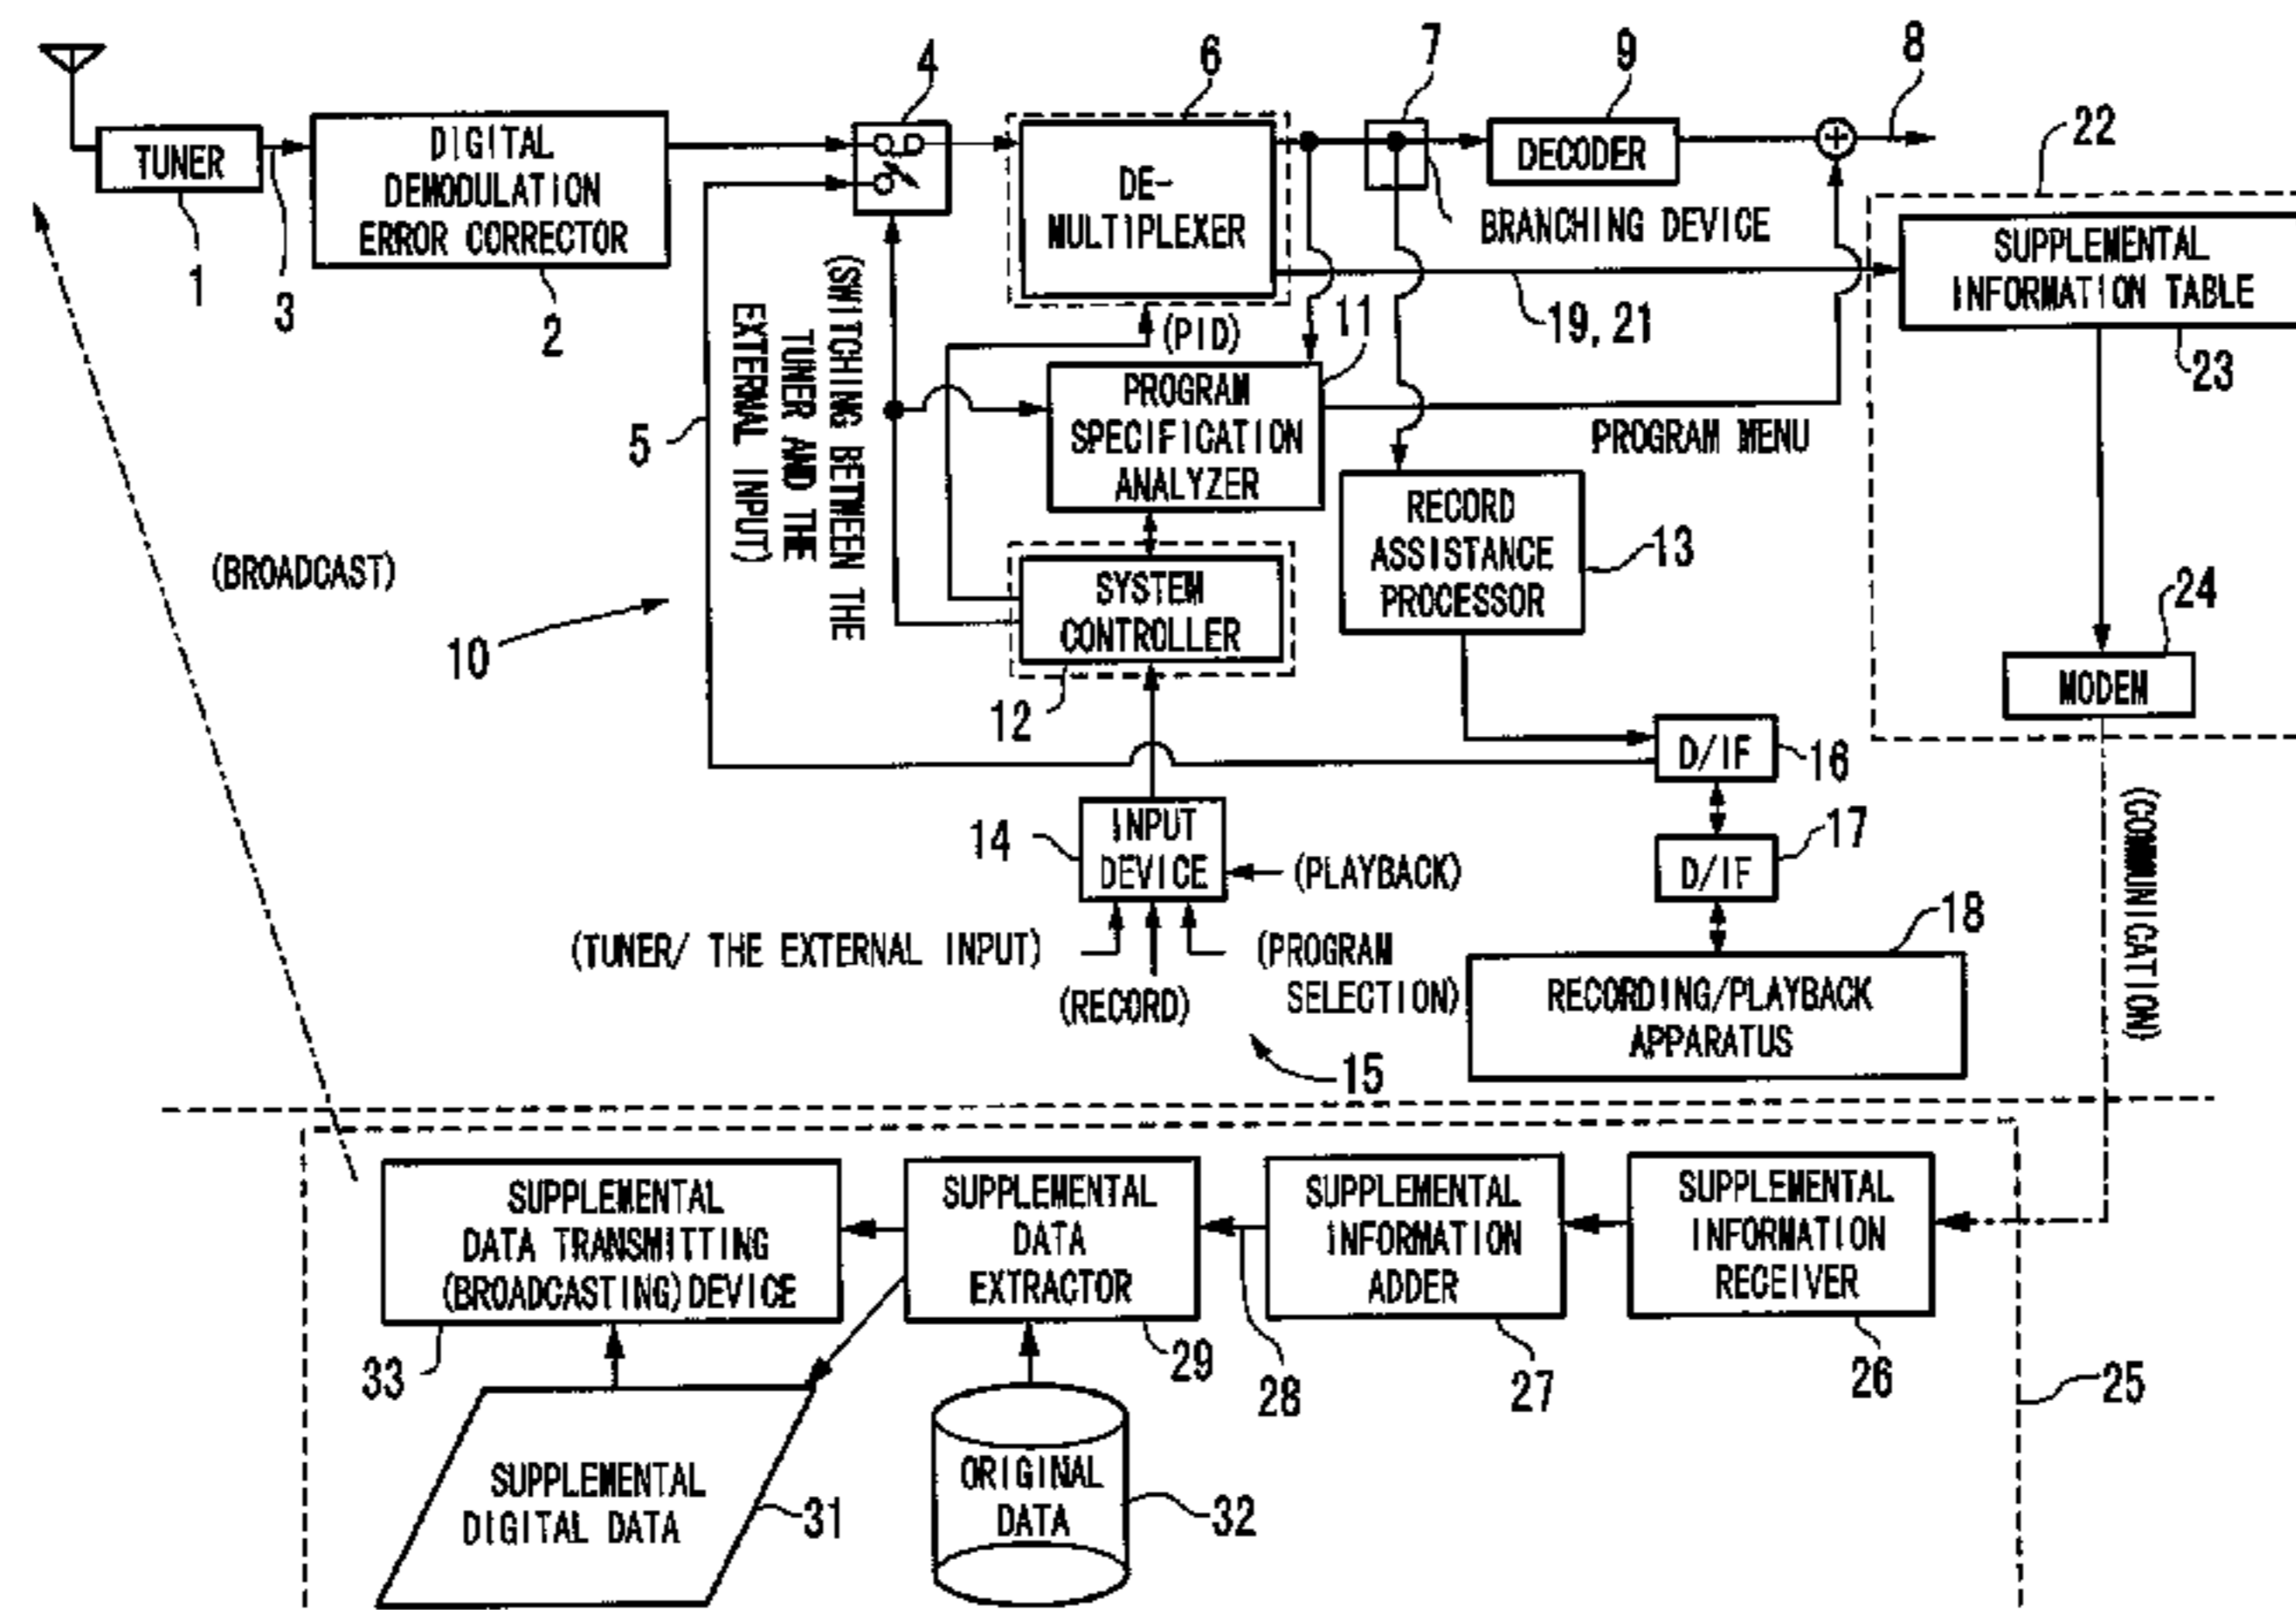 4
6
7
9
8
22
TUNER
DIGITAL
DEMODULATION
ERROR CORRECTOR
DE-
MULTIPLEXER
DECODER
BRANCHING DEVICE
SUPPLEMENTAL
INFORMATION TABLE
1
3
2
(SWITCHING BETWEEN THE
TUNER AND THE
EXTERNAL INPUT)
(PID)
11
19, 21
23
5
PROGRAM
SPECIFICATION
ANALYZER
PROGRAM MENU
(BROADCAST)
10
SYSTEM
CONTROLLER
12
RECORD
ASSISTANCE
PROCESSOR
13
24
MODEM
D/IF
16
14
INPUT
DEVICE
(PLAYBACK)
D/IF
17
(COMMUNICATION)
(TUNER/ THE EXTERNAL INPUT)
(RECORD)
(PROGRAM
SELECTION)
18
RECORDING/PLAYBACK
APPARATUS
15
SUPPLEMENTAL
DATA TRANSMITTING
(BROADCASTING)DEVICE
SUPPLEMENTAL
DATA
EXTRACTOR
SUPPLEMENTAL
INFORMATION
ADDER
SUPPLEMENTAL
INFORMATION
RECEIVER
33
29
28
27
26
25
SUPPLEMENTAL
DIGITAL DATA
31
ORIGINAL
DATA
32